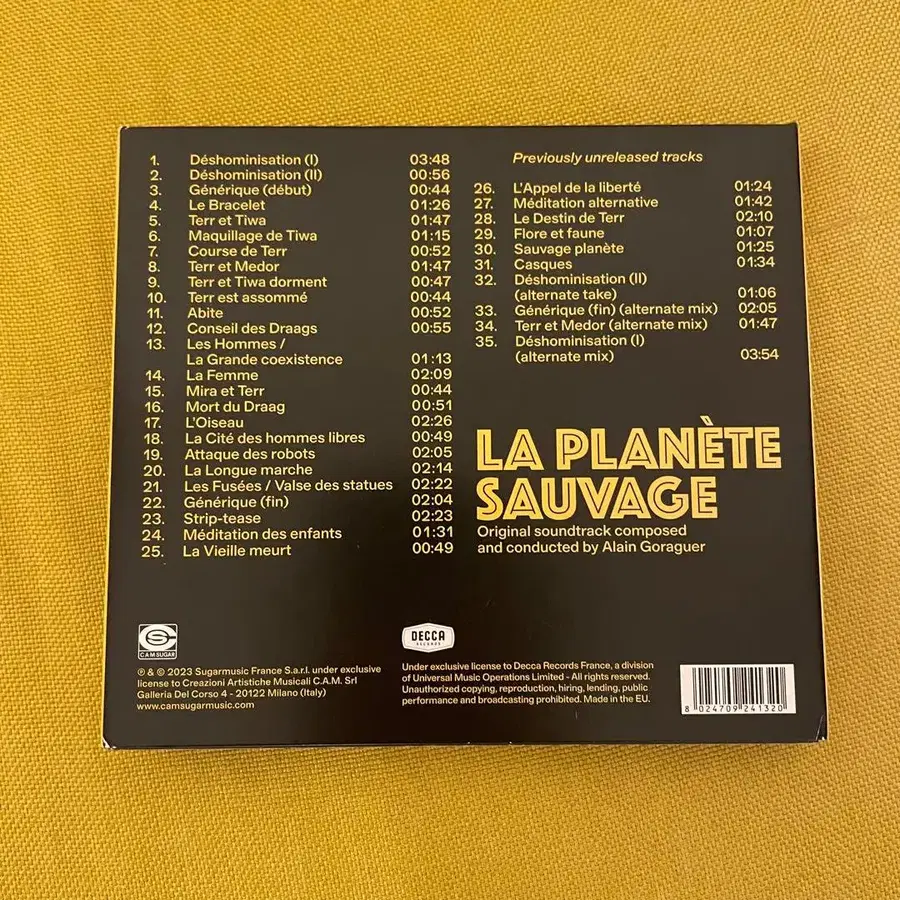 1. Déshominisation (I) 03:48
2. Déshominisation (II) 00:56
3. Générique (début) 00:44
4. Le Bracelet 01:26
5. Terr et Tiwa 01:47
6. Maquillage de Tiwa 01:15
7. Course de Terr 00:52
8. Terr et Medor 01:47
9. Terr et Tiwa dorment 00:47
10. Terr est assommé 00:44
11. Abite 00:52
12. Conseil des Draags 00:55
13. Les Hommes /
La Grande coexistence 01:13
14. La Femme 02:09
15. Mira et Terr 00:44
16. Mort du Draag 00:51
17. L'Oiseau 02:26
18. La Cité des hommes libres 00:49
19. Attaque des robots 02:05
20. La Longue marche 02:14
21. Les Fusées / Valse des statues 02:22
22. Générique (fin) 02:04
23. Strip-tease 02:23
24. Méditation des enfants 01:31
25. La Vieille meurt 00:49
Previously unreleased tracks
26. L'Appel de la liberté 01:24
27. Méditation alternative 01:42
28. Le Destin de Terr 02:10
29. Flore et faune 01:07
30. Sauvage planète 01:25
31. Casques 01:34
32. Déshominisation (II)
(alternate take) 01:06
33. Générique (fin) (alternate mix) 02:05
34. Terr et Medor (alternate mix) 01:47
35. Déshominisation (I)
(alternate mix) 03:54
LA PLANÈTE
SAUVAGE
Original soundtrack composed
and conducted by Alain Goraguer
CAM SUGAR
℗ & © 2023 Sugarmusic France S.a.r.l. under exclusive
license to Creazioni Artistiche Musicali C.A.M. Srl
Galleria Del Corso 4 - 20122 Milano (Italy)
www.camsugarmusic.com
DECCA
RECORDS
Under exclusive license to Decca Records France, a division
of Universal Music Operations Limited - All rights reserved.
Unauthorized copying, reproduction, hiring, lending, public
performance and broadcasting prohibited. Made in the EU.
8 024709 241320